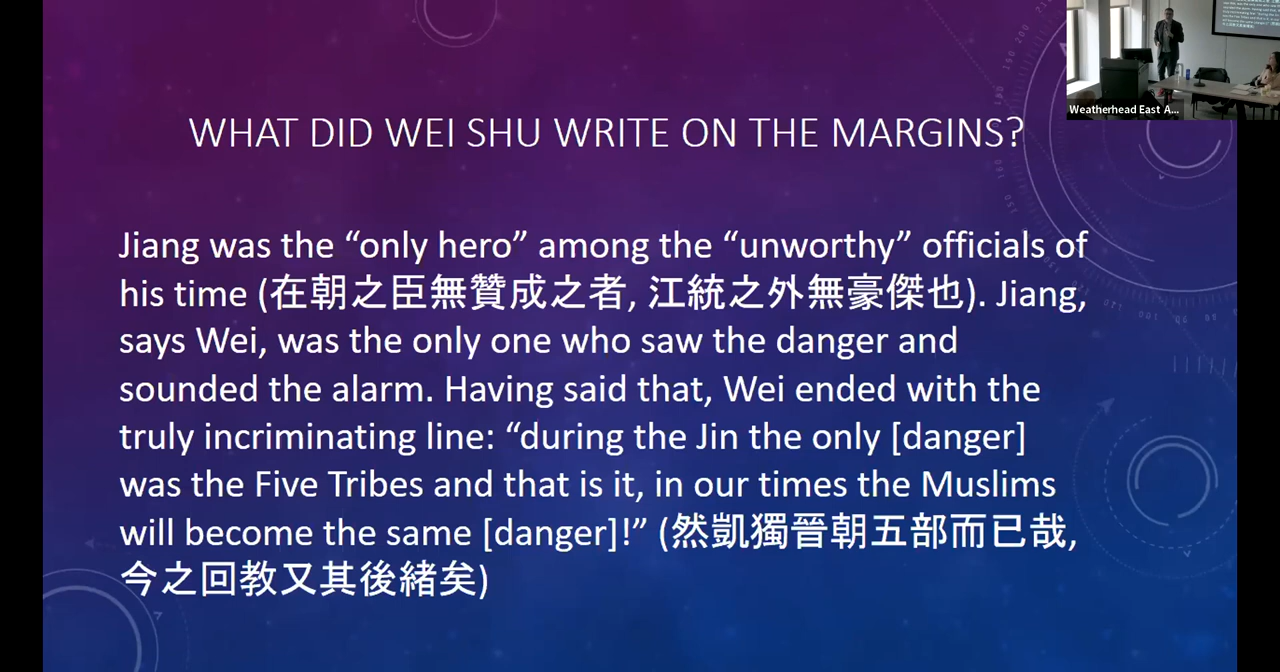 WHAT DID WEI SHU WRITE ON THE MARGINS?
Jiang was the “only hero” among the “unworthy” officials of
his time (在朝之臣無贊成之者, 江統之外無豪傑也). Jiang,
says Wei, was the only one who saw the danger and
sounded the alarm. Having said that, Wei ended with the
truly incriminating line: “during the Jin the only [danger]
was the Five Tribes and that is it, in our times the Muslims
will become the same [danger]!” (然凱獨晉朝五部而已哉,
今之回教又其後緒矣)
Weatherhead East A...